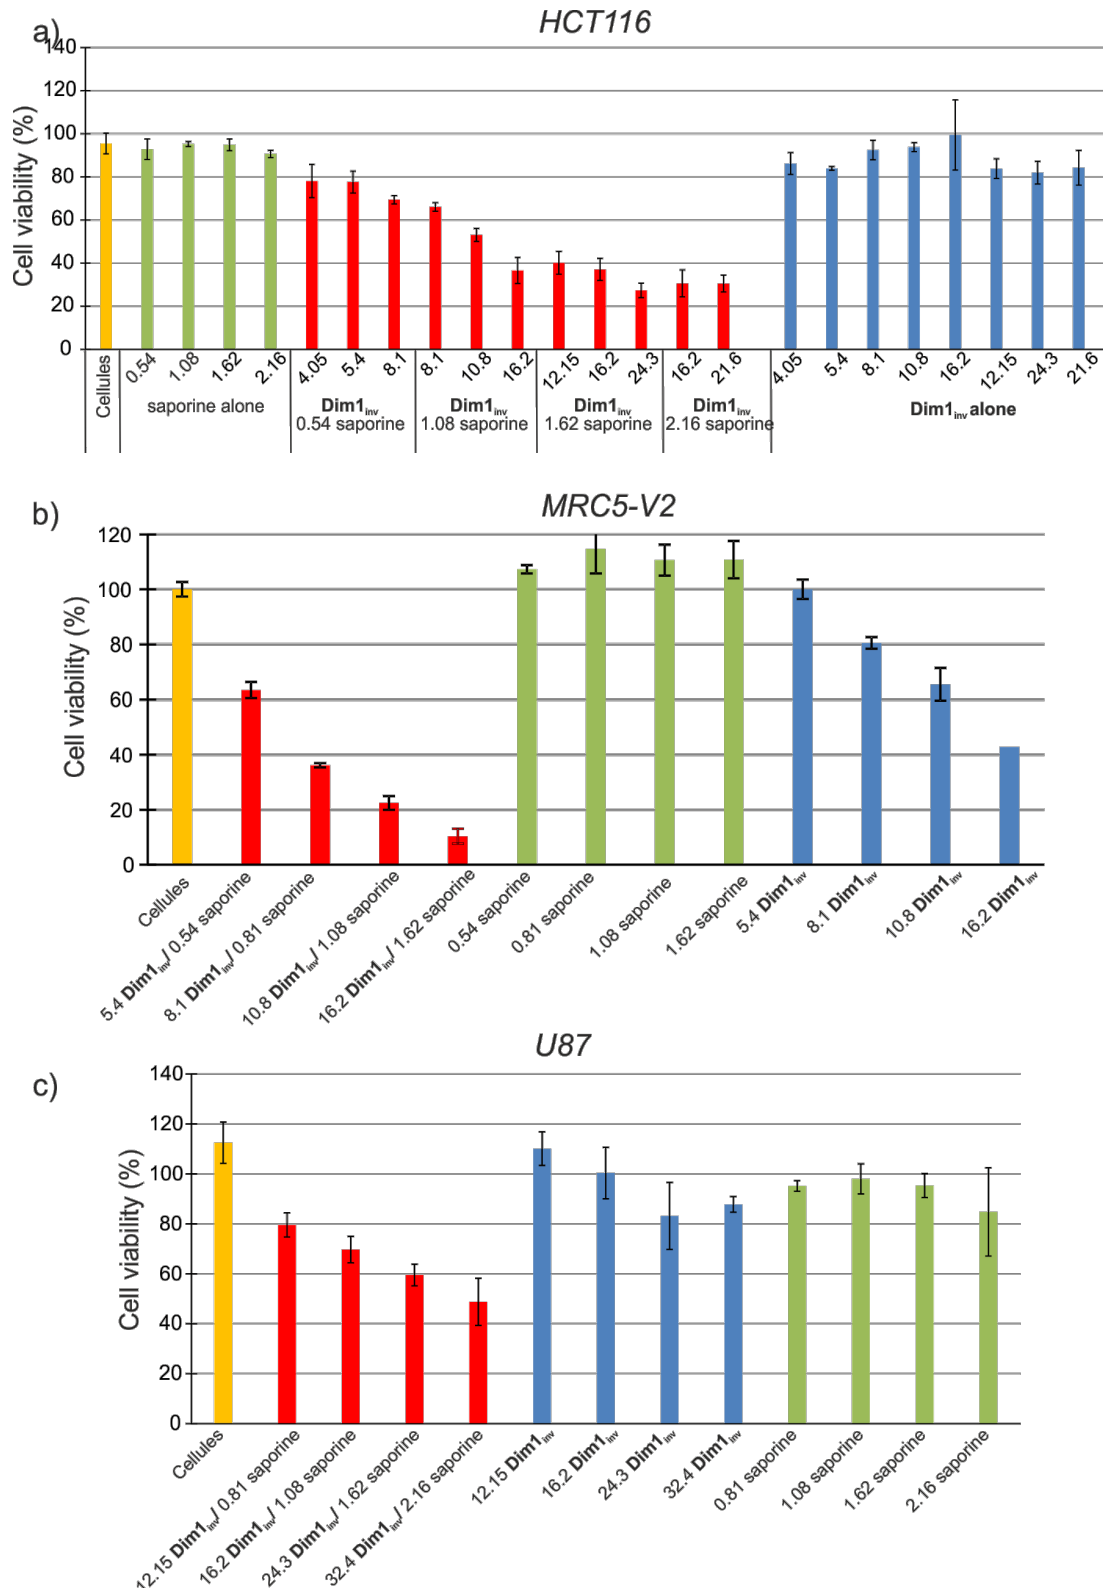 a)
HCT116
Cell viability (%)
140
120
100
80
60
40
20
0
Cellules
0.54
1.08
1.62
2.16
4.05
5.4
8.1
8.1
10.8
16.2
12.15
16.2
24.3
16.2
21.6
4.05
5.4
8.1
10.8
16.2
12.15
24.3
21.6
saporine alone
Dim1inv
0.54 saporine
Dim1inv
1.08 saporine
Dim1inv
1.62 saporine
Dim1inv
2.16 saporine
Dim1inv alone
b)
MRC5-V2
Cell viability (%)
120
100
80
60
40
20
0
Cellules
5.4 Dim1inv/ 0.54 saporine
8.1 Dim1inv/ 0.81 saporine
10.8 Dim1inv/ 1.08 saporine
16.2 Dim1inv/ 1.62 saporine
0.54 saporine
0.81 saporine
1.08 saporine
1.62 saporine
5.4 Dim1inv
8.1 Dim1inv
10.8 Dim1inv
16.2 Dim1inv
c)
U87
Cell viability (%)
140
120
100
80
60
40
20
0
Cellules
12.15 Dim1inv/ 0.81 saporine
16.2 Dim1inv/ 1.08 saporine
24.3 Dim1inv/ 1.62 saporine
32.4 Dim1inv/ 2.16 saporine
12.15 Dim1inv
16.2 Dim1inv
24.3 Dim1inv
32.4 Dim1inv
0.81 saporine
1.08 saporine
1.62 saporine
2.16 saporine